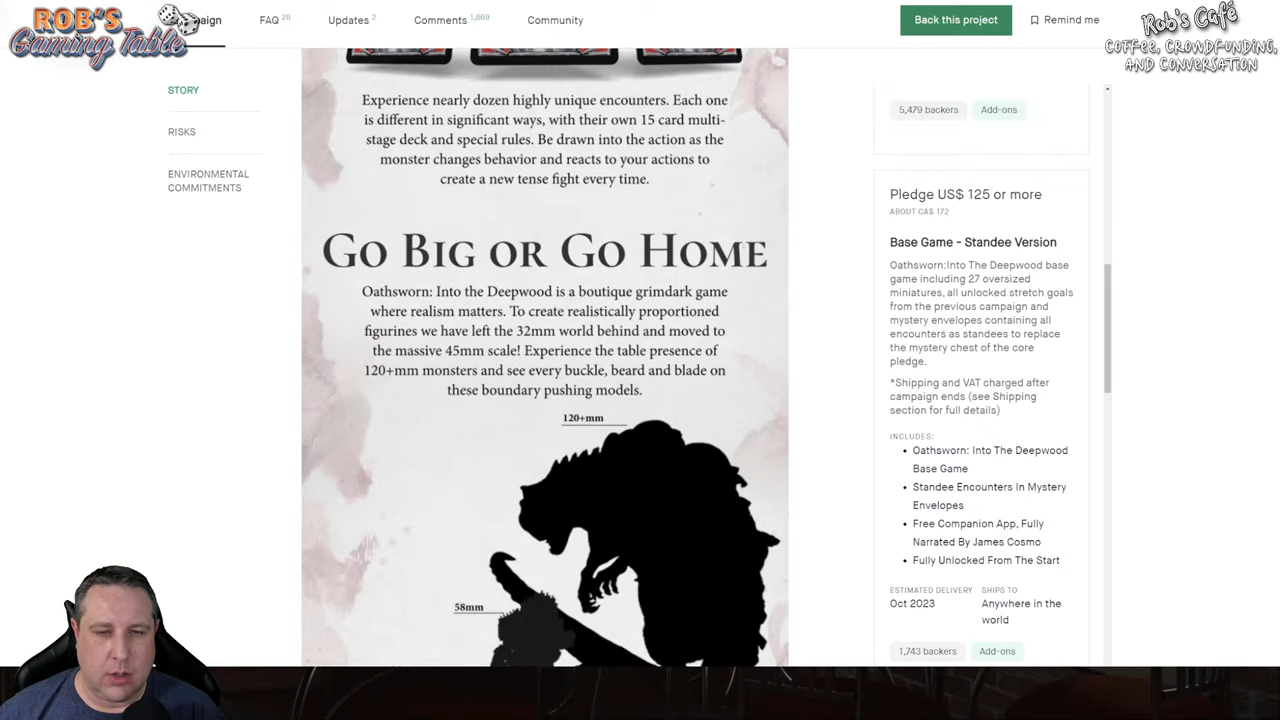 ROB'S
Gaming Table
paign
FAQ 28
Updates 2
Comments 1,869
Community
Back this project
Remind me
Rob's Café
COFFEE, CROWDFUNDING,
AND CONVERSATION
STORY
RISKS
ENVIRONMENTAL
COMMITMENTS
Experience nearly dozen highly unique encounters. Each one
is different in significant ways, with their own 15 card multi-
stage deck and special rules. Be drawn into the action as the
monster changes behavior and reacts to your actions to
create a new tense fight every time.
GO BIG OR GO HOME
Oathsworn: Into the Deepwood is a boutique grimdark game
where realism matters. To create realistically proportioned
figurines we have left the 32mm world behind and moved to
the massive 45mm scale! Experience the table presence of
120+mm monsters and see every buckle, beard and blade on
these boundary pushing models.
120+mm
58mm
5,479 backers
Add-ons
Pledge US$ 125 or more
ABOUT CA$ 172
Base Game - Standee Version
Oathsworn:Into The Deepwood base
game including 27 oversized
miniatures, all unlocked stretch goals
from the previous campaign and
mystery envelopes containing all
encounters as standees to replace
the mystery chest of the core
pledge.
*Shipping and VAT charged after
campaign ends (see Shipping
section for full details)
INCLUDES:
• Oathsworn: Into The Deepwood
Base Game
• Standee Encounters In Mystery
Envelopes
• Free Companion App, Fully
Narrated By James Cosmo
• Fully Unlocked From The Start
ESTIMATED DELIVERY
Oct 2023
SHIPS TO
Anywhere in the
world
1,743 backers
Add-ons